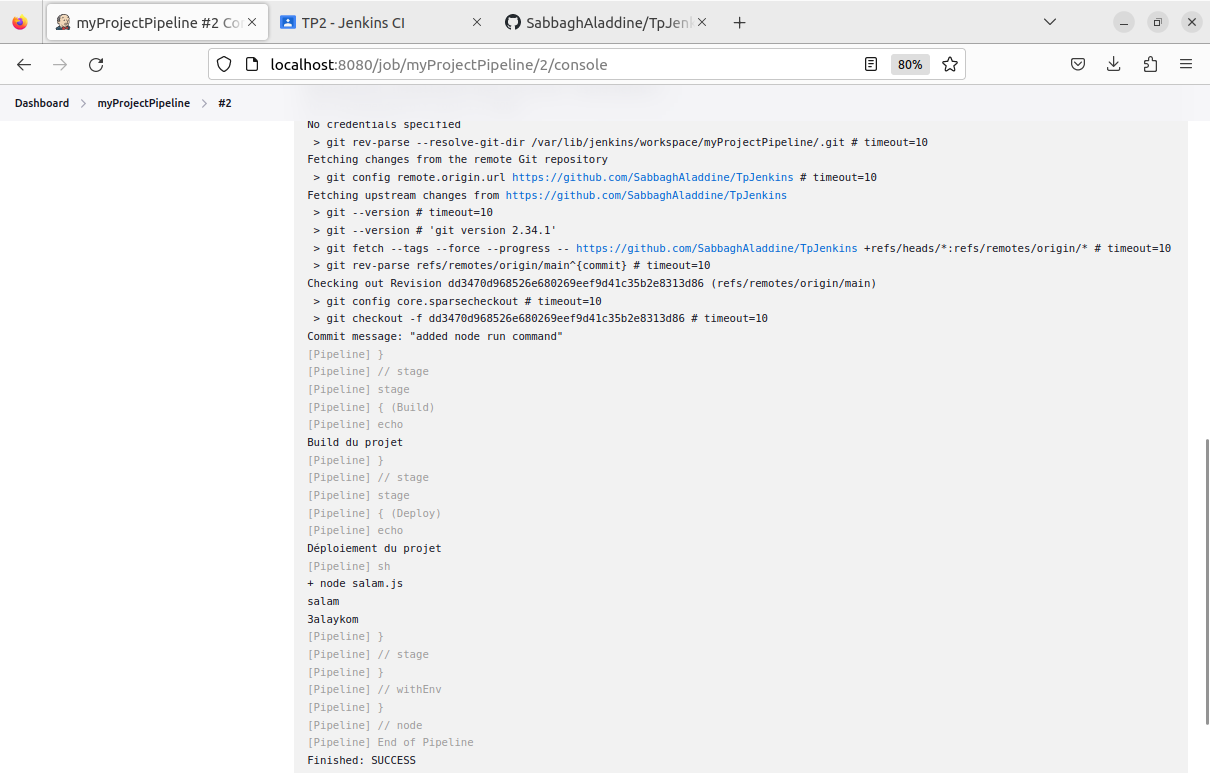 myProjectPipeline #2 Co
TP2 - Jenkins CI
SabbaghAladdine/TpJen
localhost:8080/job/myProjectPipeline/2/console
80%
Dashboard > myProjectPipeline > #2
No credentials specified
> git rev-parse --resolve-git-dir /var/lib/jenkins/workspace/myProjectPipeline/.git # timeout=10
Fetching changes from the remote Git repository
> git config remote.origin.url https://github.com/SabbaghAladdine/TpJenkins # timeout=10
Fetching upstream changes from https://github.com/SabbaghAladdine/TpJenkins
> git --version # timeout=10
> git --version # 'git version 2.34.1'
> git fetch --tags --force --progress -- https://github.com/SabbaghAladdine/TpJenkins +refs/heads/*:refs/remotes/origin/* # timeout=10
> git rev-parse refs/remotes/origin/main^{commit} # timeout=10
Checking out Revision dd3470d968526e680269eef9d41c35b2e8313d86 (refs/remotes/origin/main)
> git config core.sparsecheckout # timeout=10
> git checkout -f dd3470d968526e680269eef9d41c35b2e8313d86 # timeout=10
Commit message: "added node run command"
[Pipeline] }
[Pipeline] // stage
[Pipeline] stage
[Pipeline] { (Build)
[Pipeline] echo
Build du projet
[Pipeline] }
[Pipeline] // stage
[Pipeline] stage
[Pipeline] { (Deploy)
[Pipeline] echo
Déploiement du projet
[Pipeline] sh
+ node salam.js
salam
3alaykom
[Pipeline] }
[Pipeline] // stage
[Pipeline] }
[Pipeline] // withEnv
[Pipeline] }
[Pipeline] // node
[Pipeline] End of Pipeline
Finished: SUCCESS